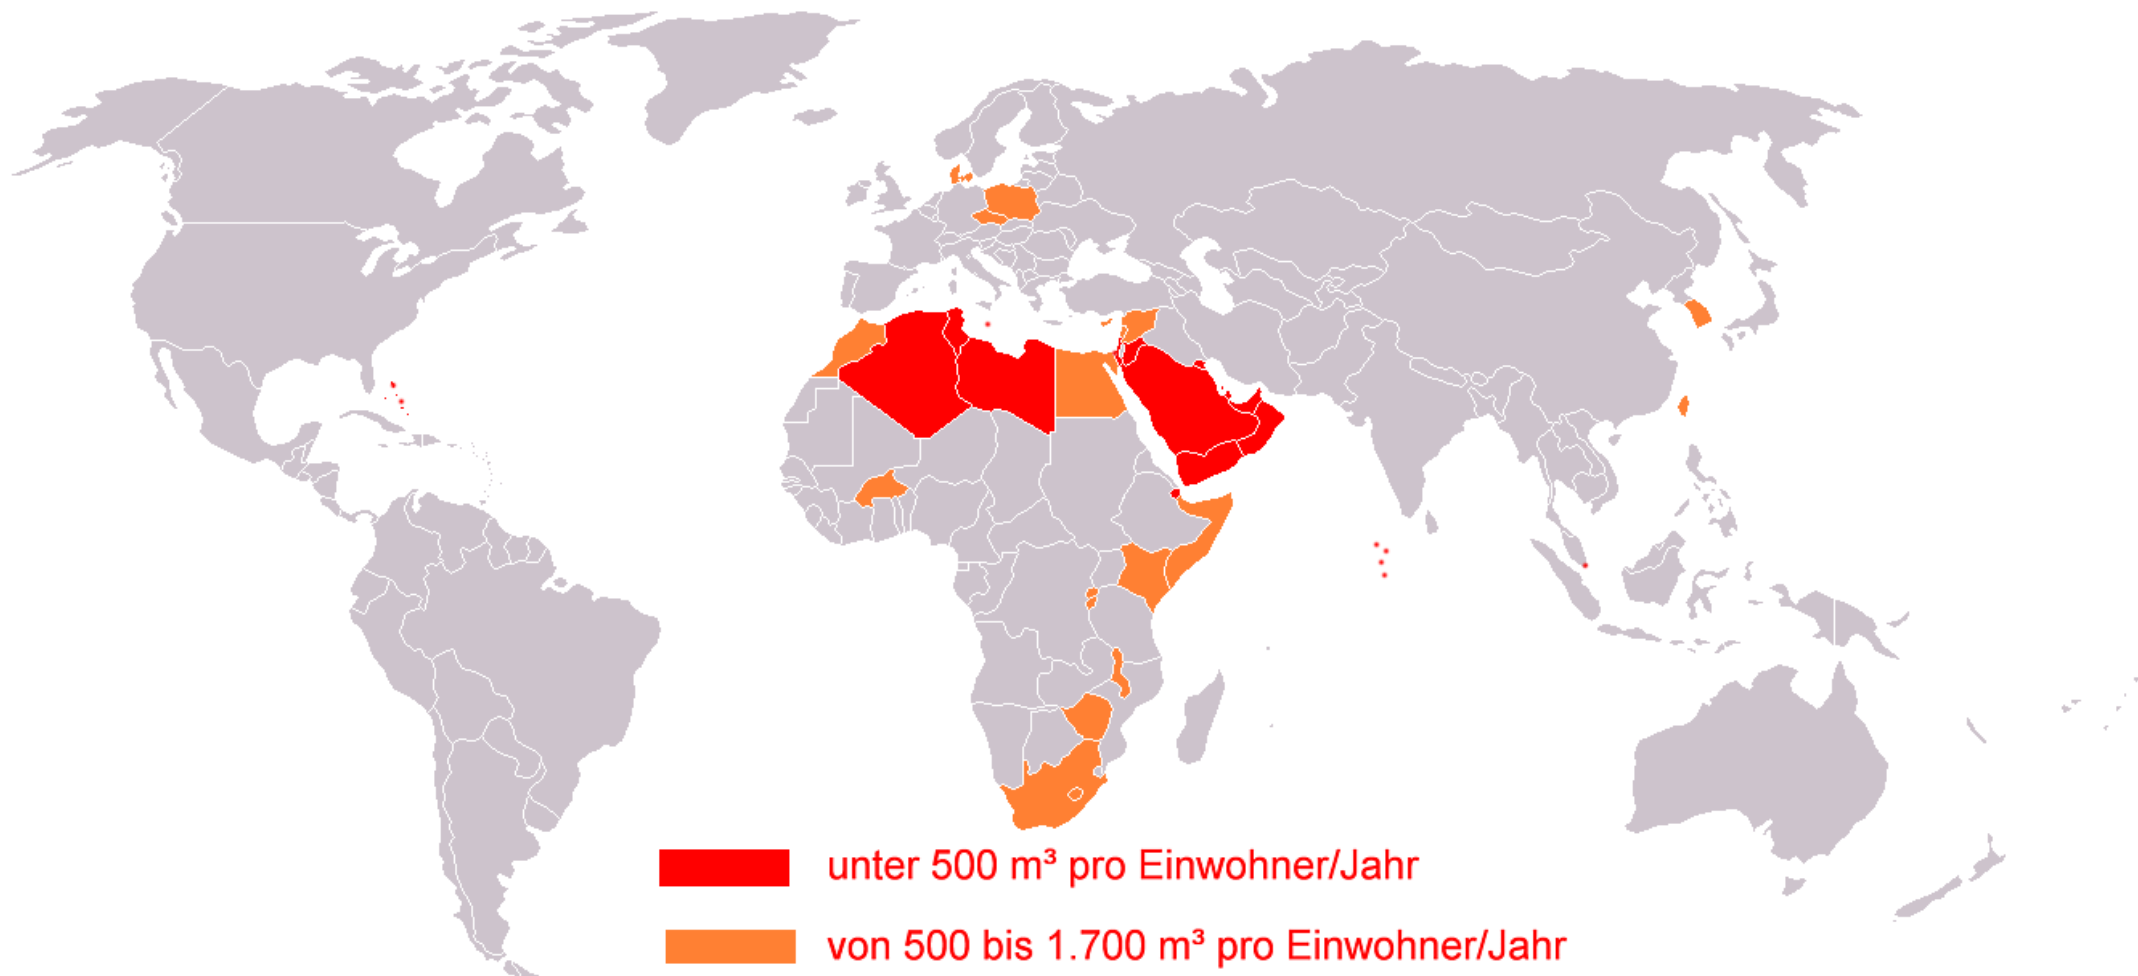 unter 500 m³ pro Einwohner/Jahr
von 500 bis 1.700 m³ pro Einwohner/Jahr